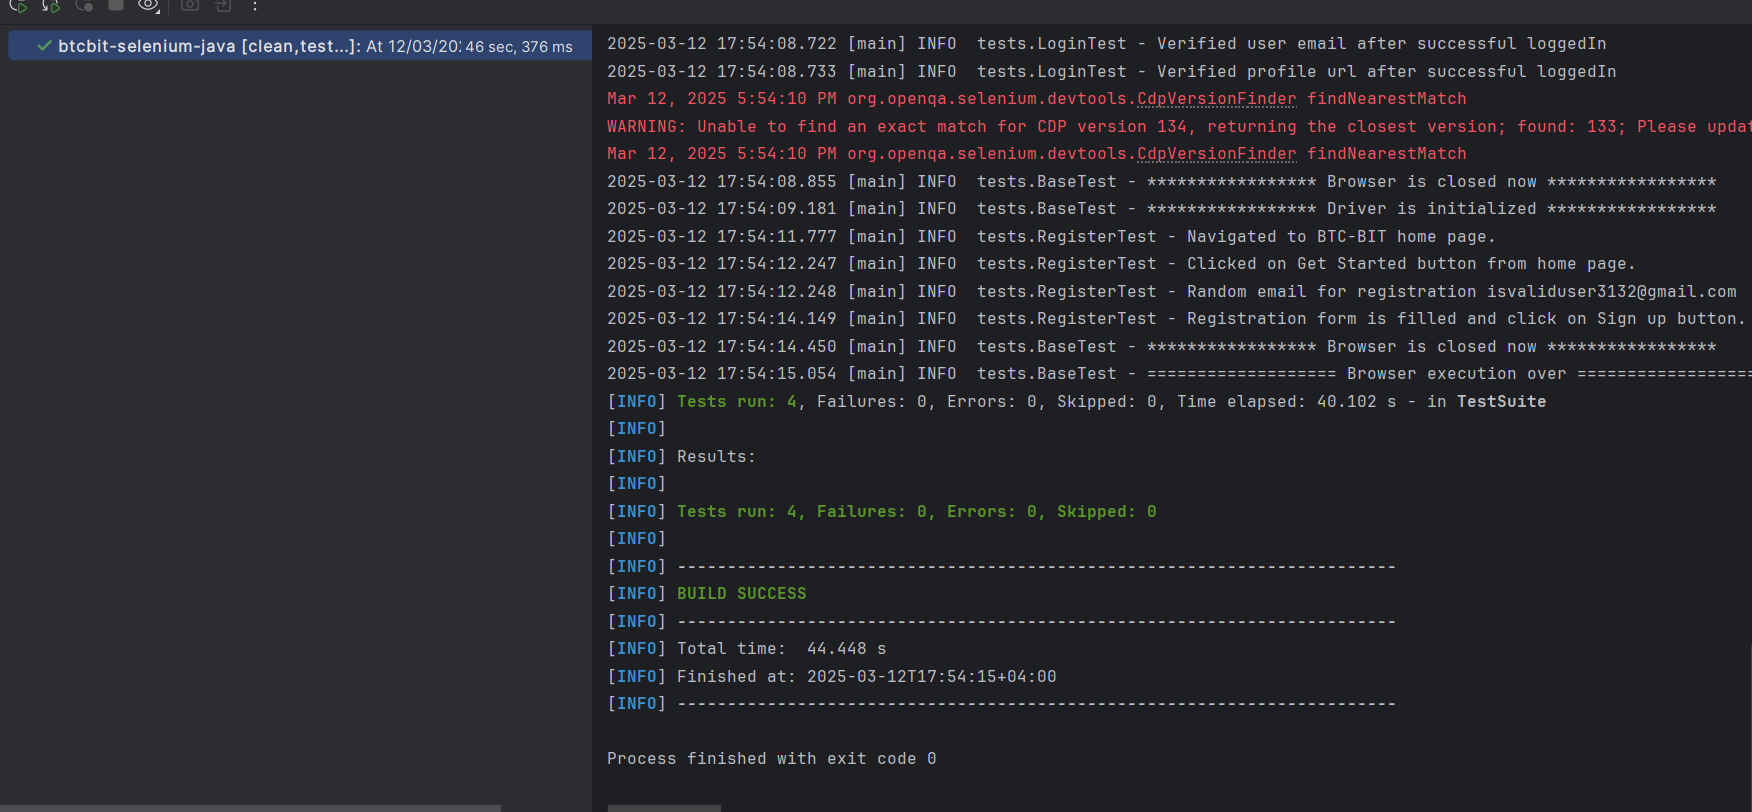 btcbit-selenium-java [clean,test...]: At 12/03/202 46 sec, 376 ms
2025-03-12 17:54:08.722 [main] INFO  tests.LoginTest - Verified user email after successful loggedIn
2025-03-12 17:54:08.733 [main] INFO  tests.LoginTest - Verified profile url after successful loggedIn
Mar 12, 2025 5:54:10 PM org.openqa.selenium.devtools.CdpVersionFinder findNearestMatch
WARNING: Unable to find an exact match for CDP version 134, returning the closest version; found: 133; Please updat
Mar 12, 2025 5:54:10 PM org.openqa.selenium.devtools.CdpVersionFinder findNearestMatch
2025-03-12 17:54:08.855 [main] INFO  tests.BaseTest - ***************** Browser is closed now *****************
2025-03-12 17:54:09.181 [main] INFO  tests.BaseTest - ***************** Driver is initialized *****************
2025-03-12 17:54:11.777 [main] INFO  tests.RegisterTest - Navigated to BTC-BIT home page.
2025-03-12 17:54:12.247 [main] INFO  tests.RegisterTest - Clicked on Get Started button from home page.
2025-03-12 17:54:12.248 [main] INFO  tests.RegisterTest - Random email for registration isvaliduser3132@gmail.com
2025-03-12 17:54:14.149 [main] INFO  tests.RegisterTest - Registration form is filled and click on Sign up button.
2025-03-12 17:54:14.450 [main] INFO  tests.BaseTest - ***************** Browser is closed now *****************
2025-03-12 17:54:15.054 [main] INFO  tests.BaseTest - =================== Browser execution over ==================
[INFO] Tests run: 4, Failures: 0, Errors: 0, Skipped: 0, Time elapsed: 40.102 s - in TestSuite
[INFO]
[INFO] Results:
[INFO]
[INFO] Tests run: 4, Failures: 0, Errors: 0, Skipped: 0
[INFO]
[INFO] ------------------------------------------------------------------------
[INFO] BUILD SUCCESS
[INFO] ------------------------------------------------------------------------
[INFO] Total time:  44.448 s
[INFO] Finished at: 2025-03-12T17:54:15+04:00
[INFO] ------------------------------------------------------------------------
Process finished with exit code 0